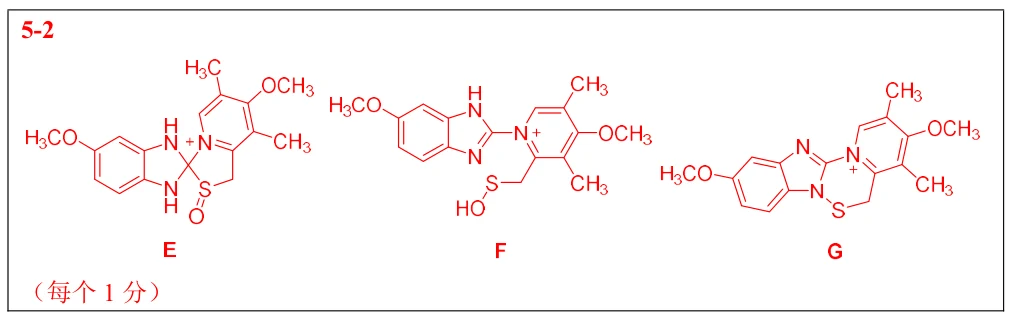 5-2
H₃C
OCH₃
H₃CO
H
N
N
+
CH₃
N
H
S
O
E
H₃CO
H
N
N
N
+
CH₃
OCH₃
CH₃
S
HO
F
H₃CO
N
N
S
N
+
CH₃
OCH₃
CH₃
G
（每个 1 分）